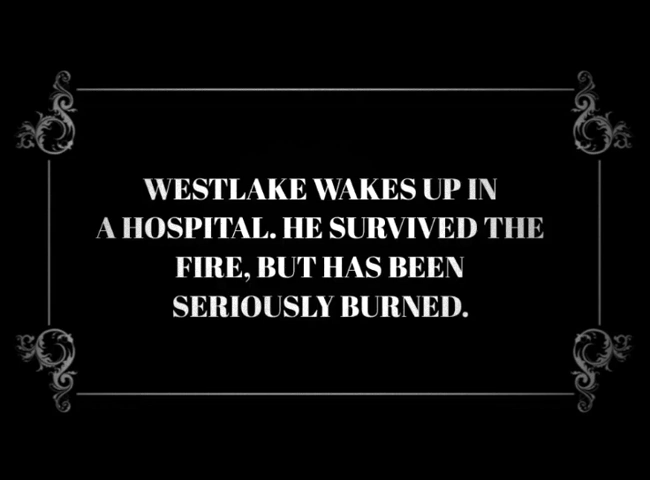 WESTLAKE WAKES UP IN
A HOSPITAL. HE SURVIVED THE
FIRE, BUT HAS BEEN
SERIOUSLY BURNED.